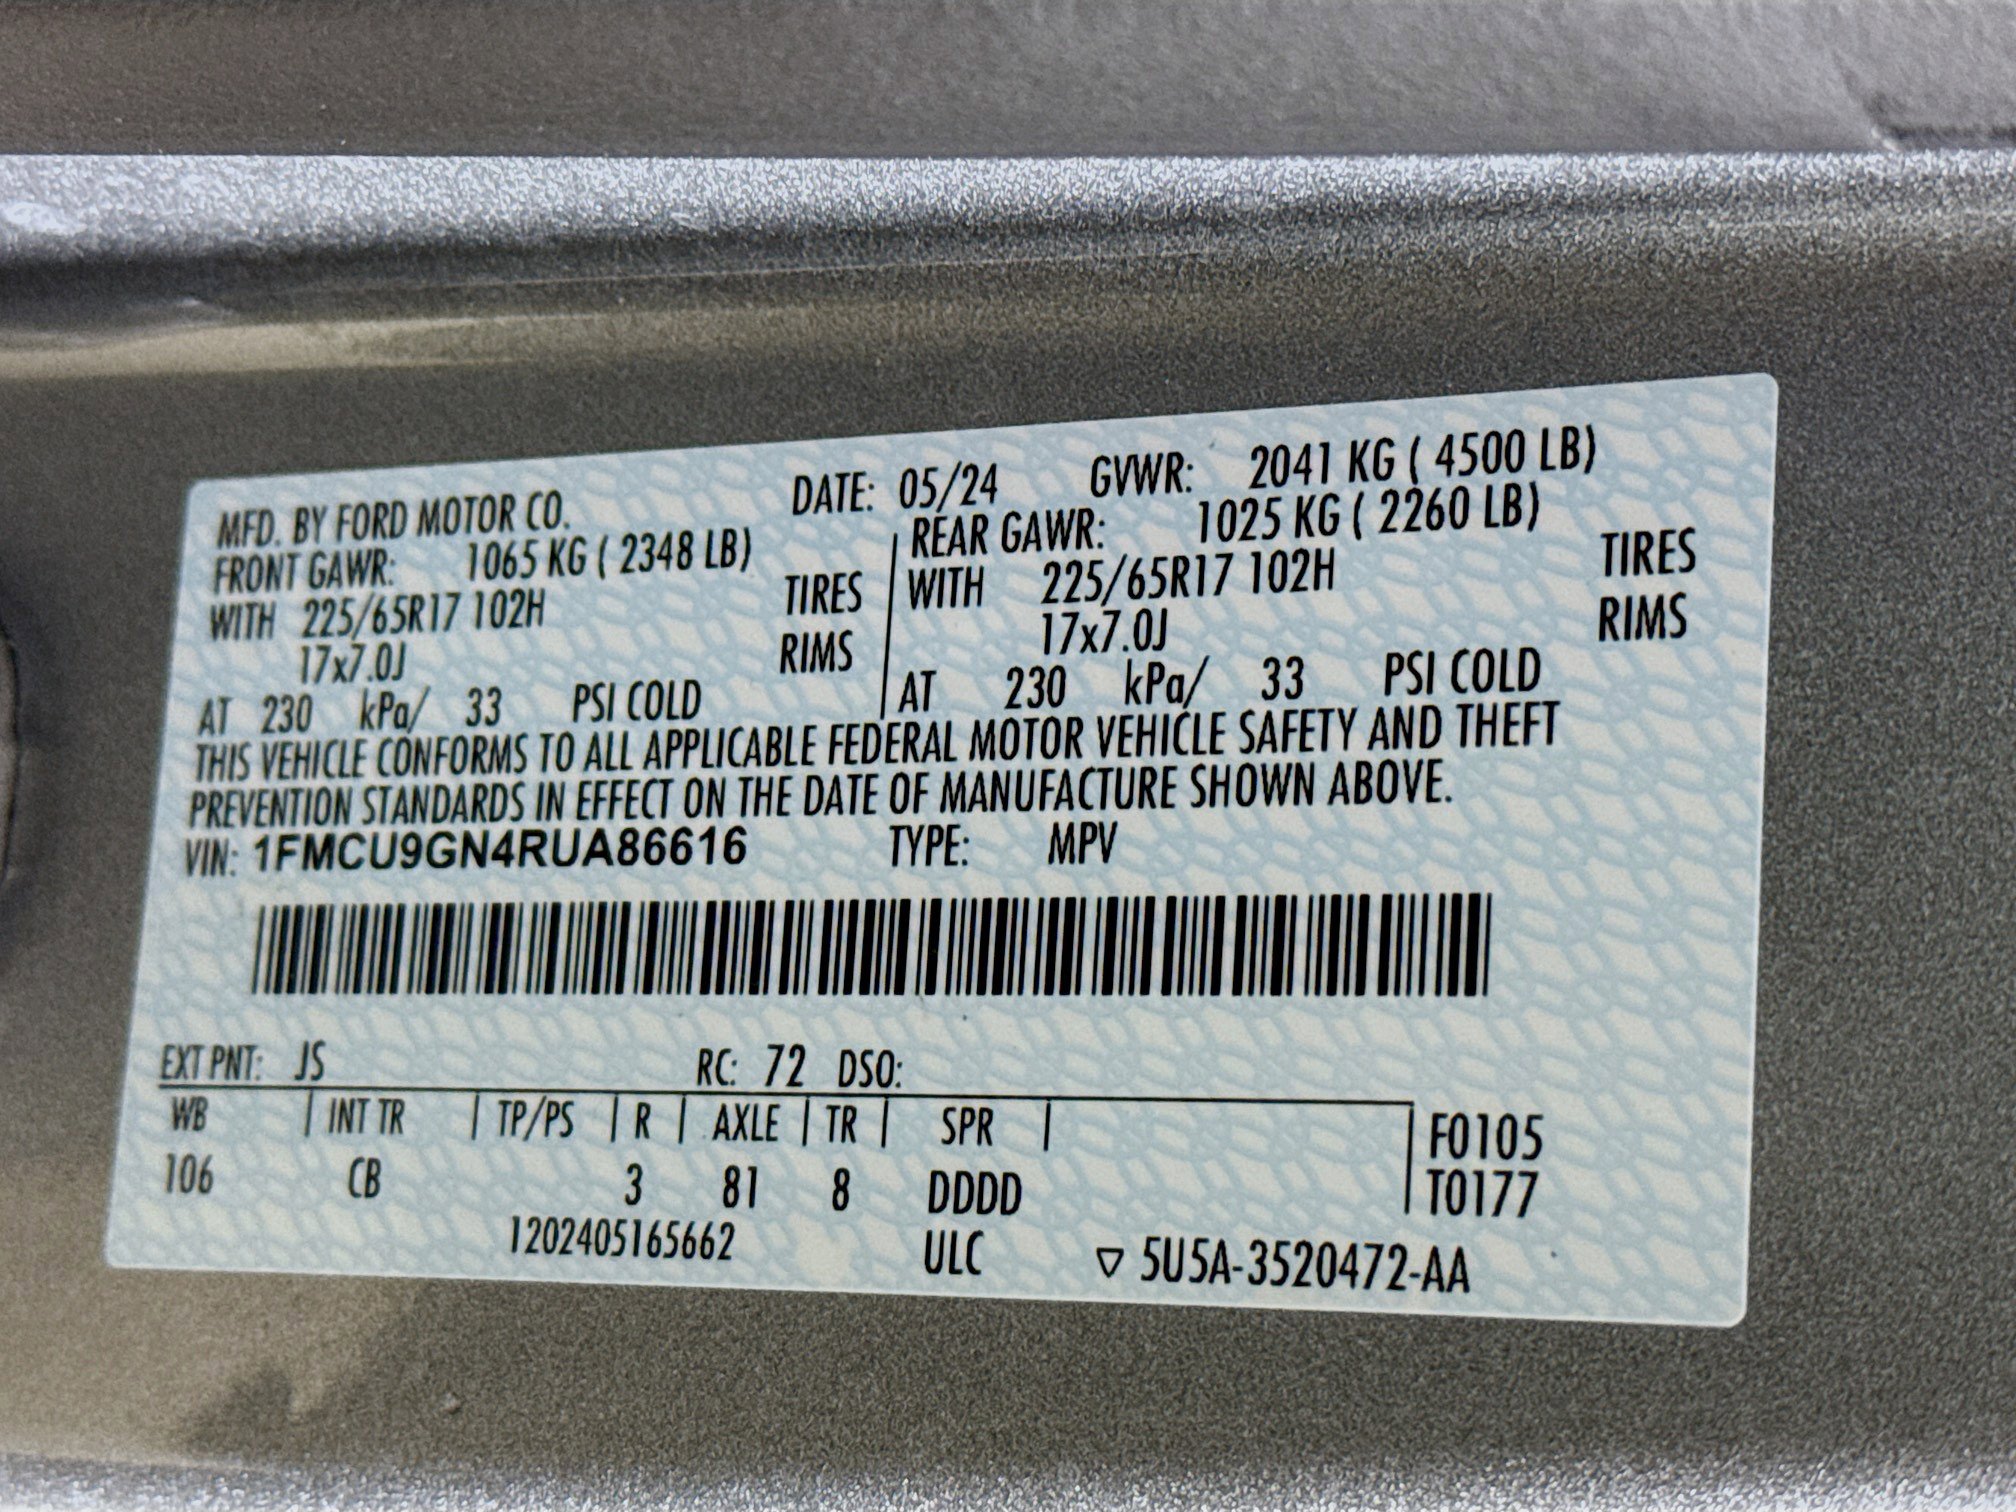 MFD. BY FORD MOTOR CO. DATE: 05/24 GVWR: 2041 KG ( 4500 LB)
FRONT GAWR: 1065 KG ( 2348 LB) REAR GAWR: 1025 KG ( 2260 LB)
WITH 225/65R17 102H TIRES WITH 225/65R17 102H TIRES
17x7.0J RIMS 17x7.0J RIMS
AT 230 kPa/ 33 PSI COLD AT 230 kPa/ 33 PSI COLD
THIS VEHICLE CONFORMS TO ALL APPLICABLE FEDERAL MOTOR VEHICLE SAFETY AND THEFT
PREVENTION STANDARDS IN EFFECT ON THE DATE OF MANUFACTURE SHOWN ABOVE.
VIN: 1FMCU9GN4RUA86616 TYPE: MPV
EXT PNT: JS RC: 72 DSO:
WB INT TR TP/PS R AXLE TR SPR F0105
106 CB 3 81 8 DDDD T0177
1202405165662 ULC ▽ 5U5A-3520472-AA